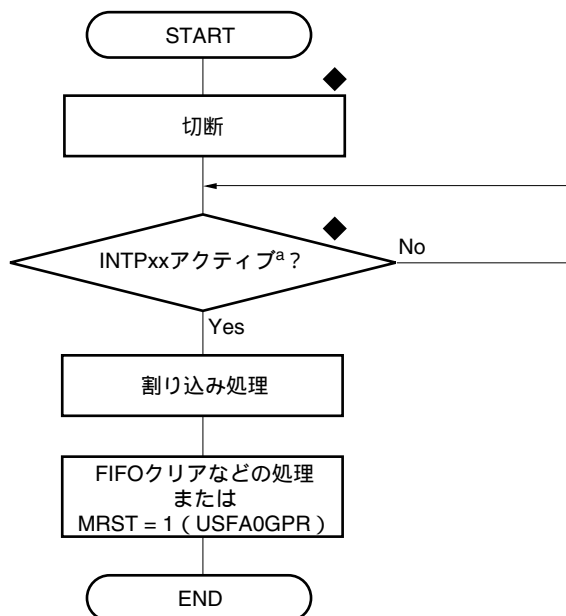 START
切断
INTPxxアクティブa？
No
Yes
割り込み処理
FIFOクリアなどの処理
または
MRST = 1（USFA0GPR）
END